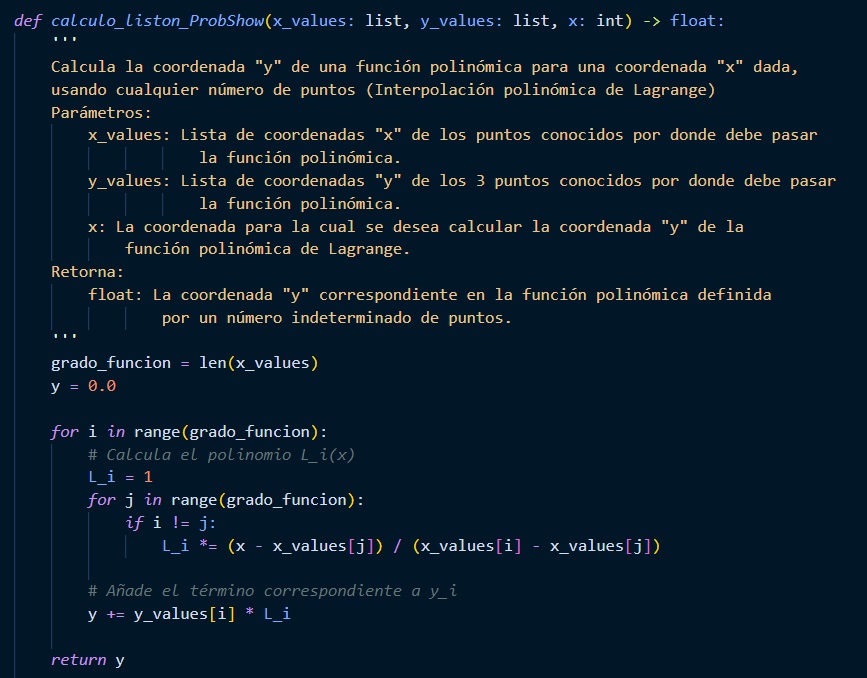 def calculo_liston_ProbShow(x_values: list, y_values: list, x: int) -> float:
'''
Calcula la coordenada "y" de una función polinómica para una coordenada "x" dada,
usando cualquier número de puntos (Interpolación polinómica de Lagrange)
Parámetros:
x_values: Lista de coordenadas "x" de los puntos conocidos por donde debe pasar
la función polinómica.
y_values: Lista de coordenadas "y" de los 3 puntos conocidos por donde debe pasar
la función polinómica.
x: La coordenada para la cual se desea calcular la coordenada "y" de la
función polinómica de Lagrange.
Retorna:
float: La coordenada "y" correspondiente en la función polinómica definida
por un número indeterminado de puntos.
'''
grado_funcion = len(x_values)
y = 0.0
for i in range(grado_funcion):
# Calcula el polinomio L_i(x)
L_i = 1
for j in range(grado_funcion):
if i != j:
L_i *= (x - x_values[j]) / (x_values[i] - x_values[j])
# Añade el término correspondiente a y_i
y += y_values[i] * L_i
return y